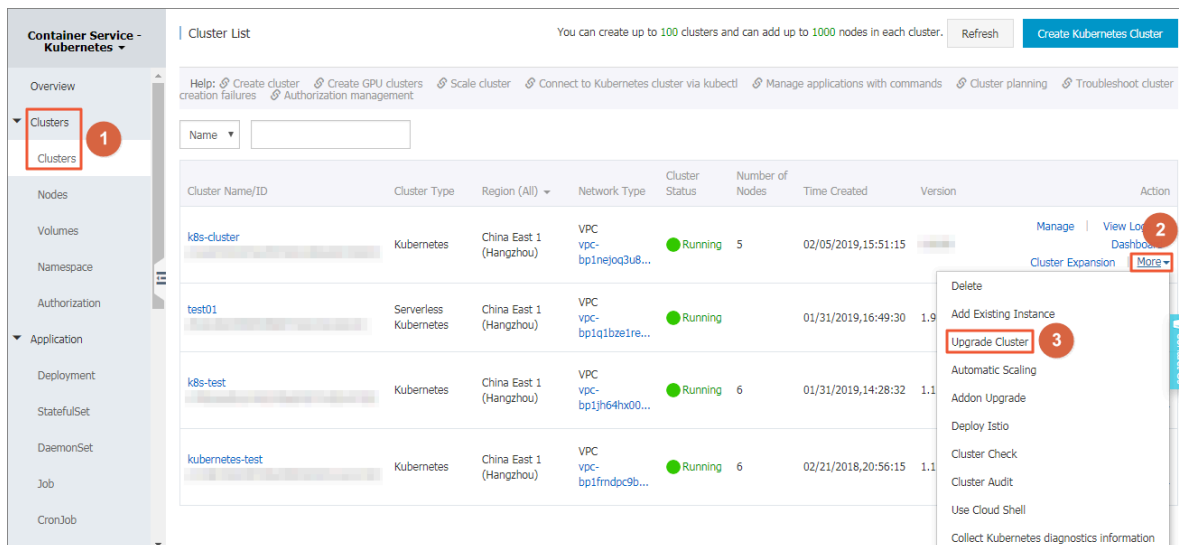 Container Service -
Kubernetes
Cluster List
You can create up to 100 clusters and can add up to 1000 nodes in each cluster.
Refresh
Create Kubernetes Cluster
Overview
Clusters
1
Clusters
Nodes
Volumes
Namespace
Authorization
Application
Deployment
StatefulSet
DaemonSet
Job
CronJob
Help: Create cluster Create GPU clusters Scale cluster Connect to Kubernetes cluster via kubectl Manage applications with commands Cluster planning Troubleshoot cluster
creation failures Authorization management
Name
Cluster Name/ID
Cluster Type
Region (All)
Network Type
Cluster
Status
Number of
Nodes
Time Created
Version
Action
k8s-cluster
Kubernetes
China East 1
(Hangzhou)
VPC
vpc-
bp1nejoq3u8...
Running
5
02/05/2019,15:51:15
Manage
View
2
Cluster Expansion
More
test01
Serverless
Kubernetes
China East 1
(Hangzhou)
VPC
vpc-
bp1q1bze1re...
Running
01/31/2019,16:49:30
1.9
k8s-test
Kubernetes
China East 1
(Hangzhou)
VPC
vpc-
bp1jh64hx00...
Running
6
01/31/2019,14:28:32
1.1
kubernetes-test
Kubernetes
China East 1
(Hangzhou)
VPC
vpc-
bp1frndpc9b...
Running
6
02/21/2018,20:56:15
1.1
Delete
Add Existing Instance
Upgrade Cluster
3
Automatic Scaling
Addon Upgrade
Deploy Istio
Cluster Check
Cluster Audit
Use Cloud Shell
Collect Kubernetes diagnostics information